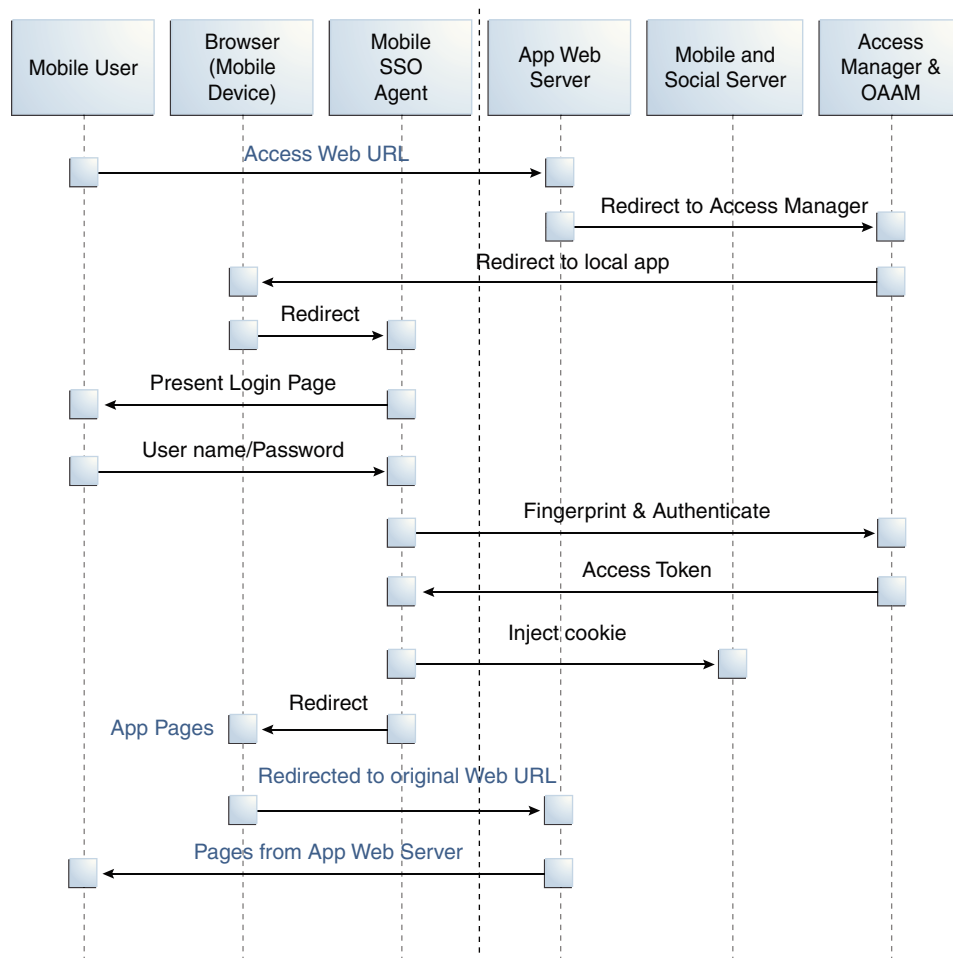 Mobile User
Browser
(Mobile
Device)
Mobile
SSO
Agent
App Web
Server
Mobile and
Social Server
Access
Manager &
OAAM
Access Web URL
Redirect to Access Manager
Redirect to local app
Redirect
Present Login Page
User name/Password
Fingerprint & Authenticate
Access Token
Inject cookie
Redirect
App Pages
Redirected to original Web URL
Pages from App Web Server